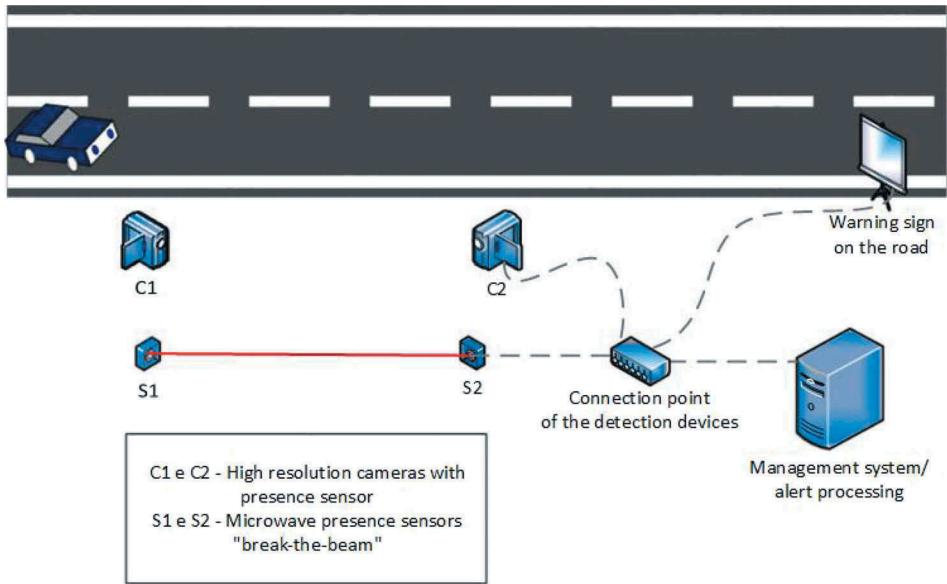 Warning sign
on the road
C1
C2
S1
S2
Connection point
of the detection devices
Management system/
alert processing
C1 e C2 - High resolution cameras with
presence sensor
S1 e S2 - Microwave presence sensors
"break-the-beam"